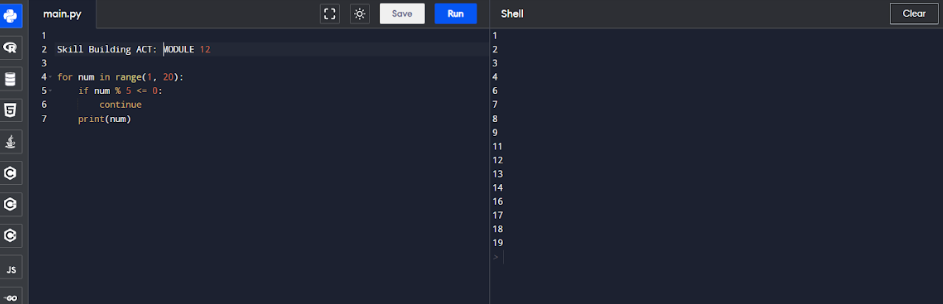 main.py
Save
Run
Shell
Clear
1
2 Skill Building ACT: MODULE 12
3
4 for num in range(1, 20):
5 if num % 5 <= 0:
6 continue
7 print(num)
1
2
3
4
6
7
8
9
11
12
13
14
16
17
18
19
>
R
5
C
C
C
JS
GO